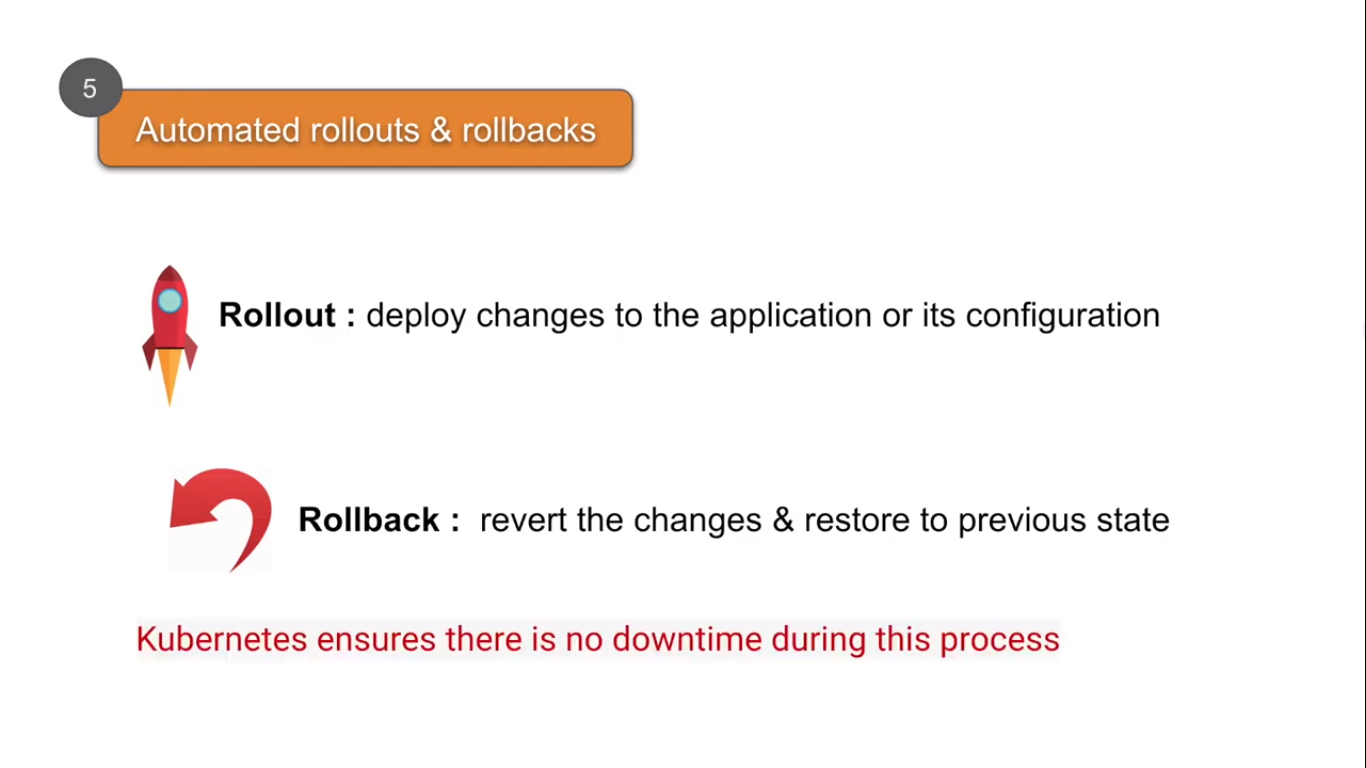 5
Automated rollouts & rollbacks
Rollout : deploy changes to the application or its configuration
Rollback : revert the changes & restore to previous state
Kubernetes ensures there is no downtime during this process